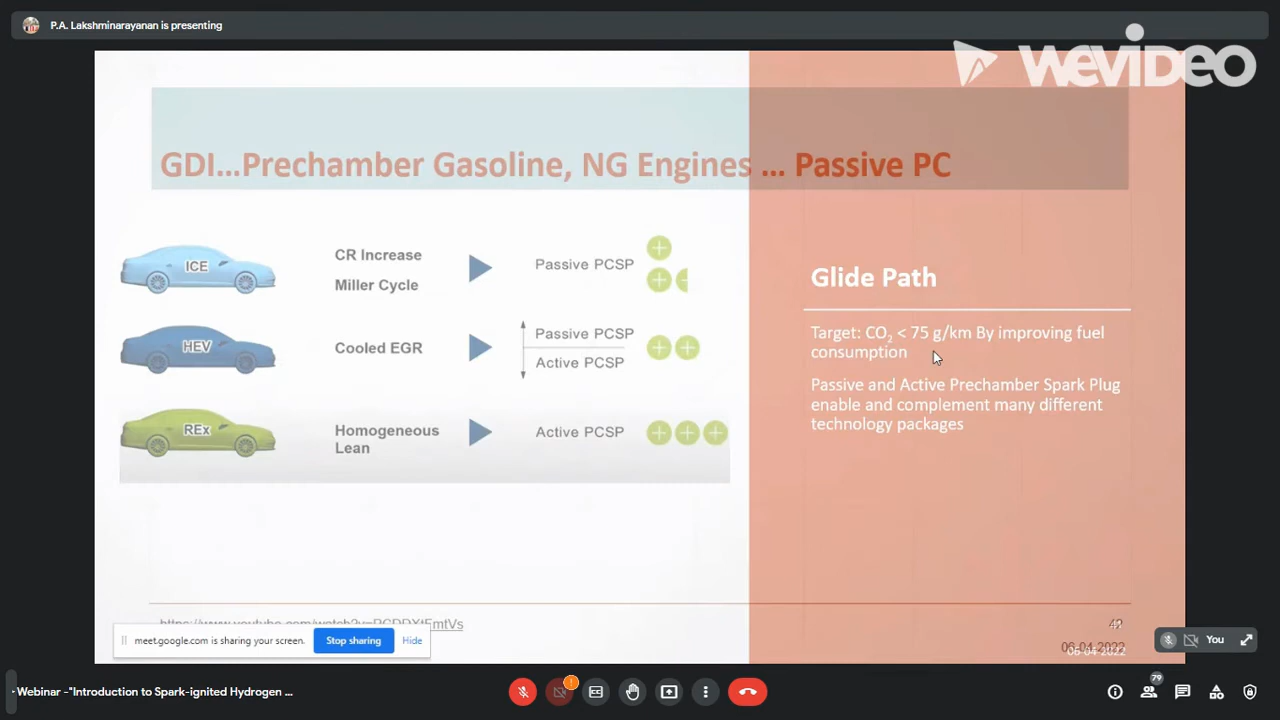 P.A. Lakshminarayanan is presenting
WEVIDEO
GDI...Prechamber Gasoline, NG Engines ... Passive PC
ICE
CR Increase
Miller Cycle
Passive PCSP
HEV
Cooled EGR
Passive PCSP
Active PCSP
REx
Homogeneous
Lean
Active PCSP
Glide Path
Target: CO₂ < 75 g/km By improving fuel
consumption
Passive and Active Prechamber Spark Plug
enable and complement many different
technology packages
06-04-2022
meet.google.com is sharing your screen.
Stop sharing
Hide
You
Webinar -"Introduction to Spark-ignited Hydrogen ...
79